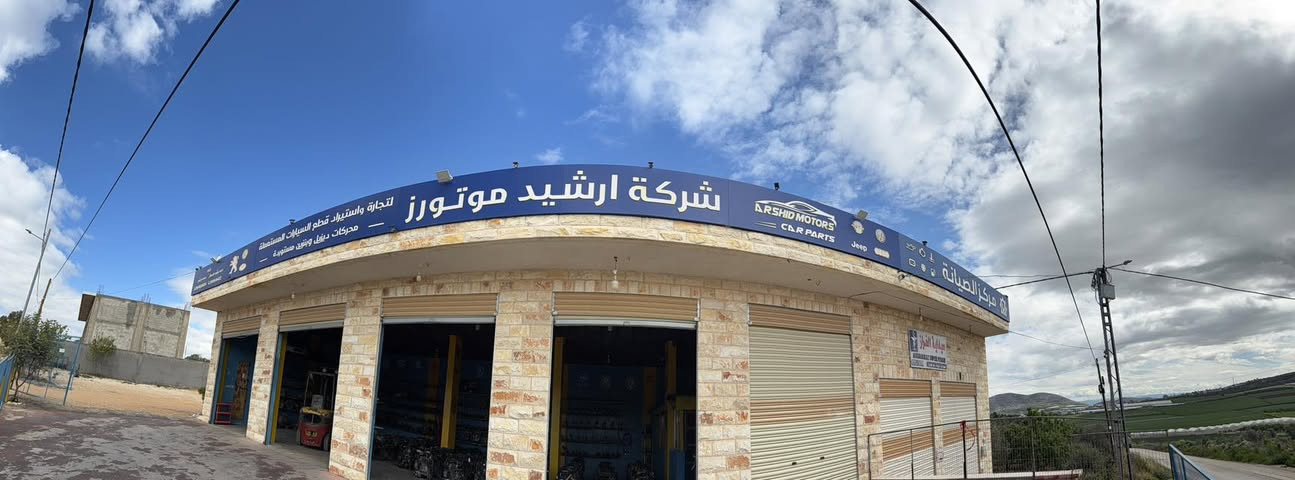 شركة ارشيد موتورز
لتجارة واستيراد قطع السيارات المستعملة
محركات ديزل وبنزين مستوردة
ARSHID MOTORS
CAR PARTS
Jeep
مركز الصيانة